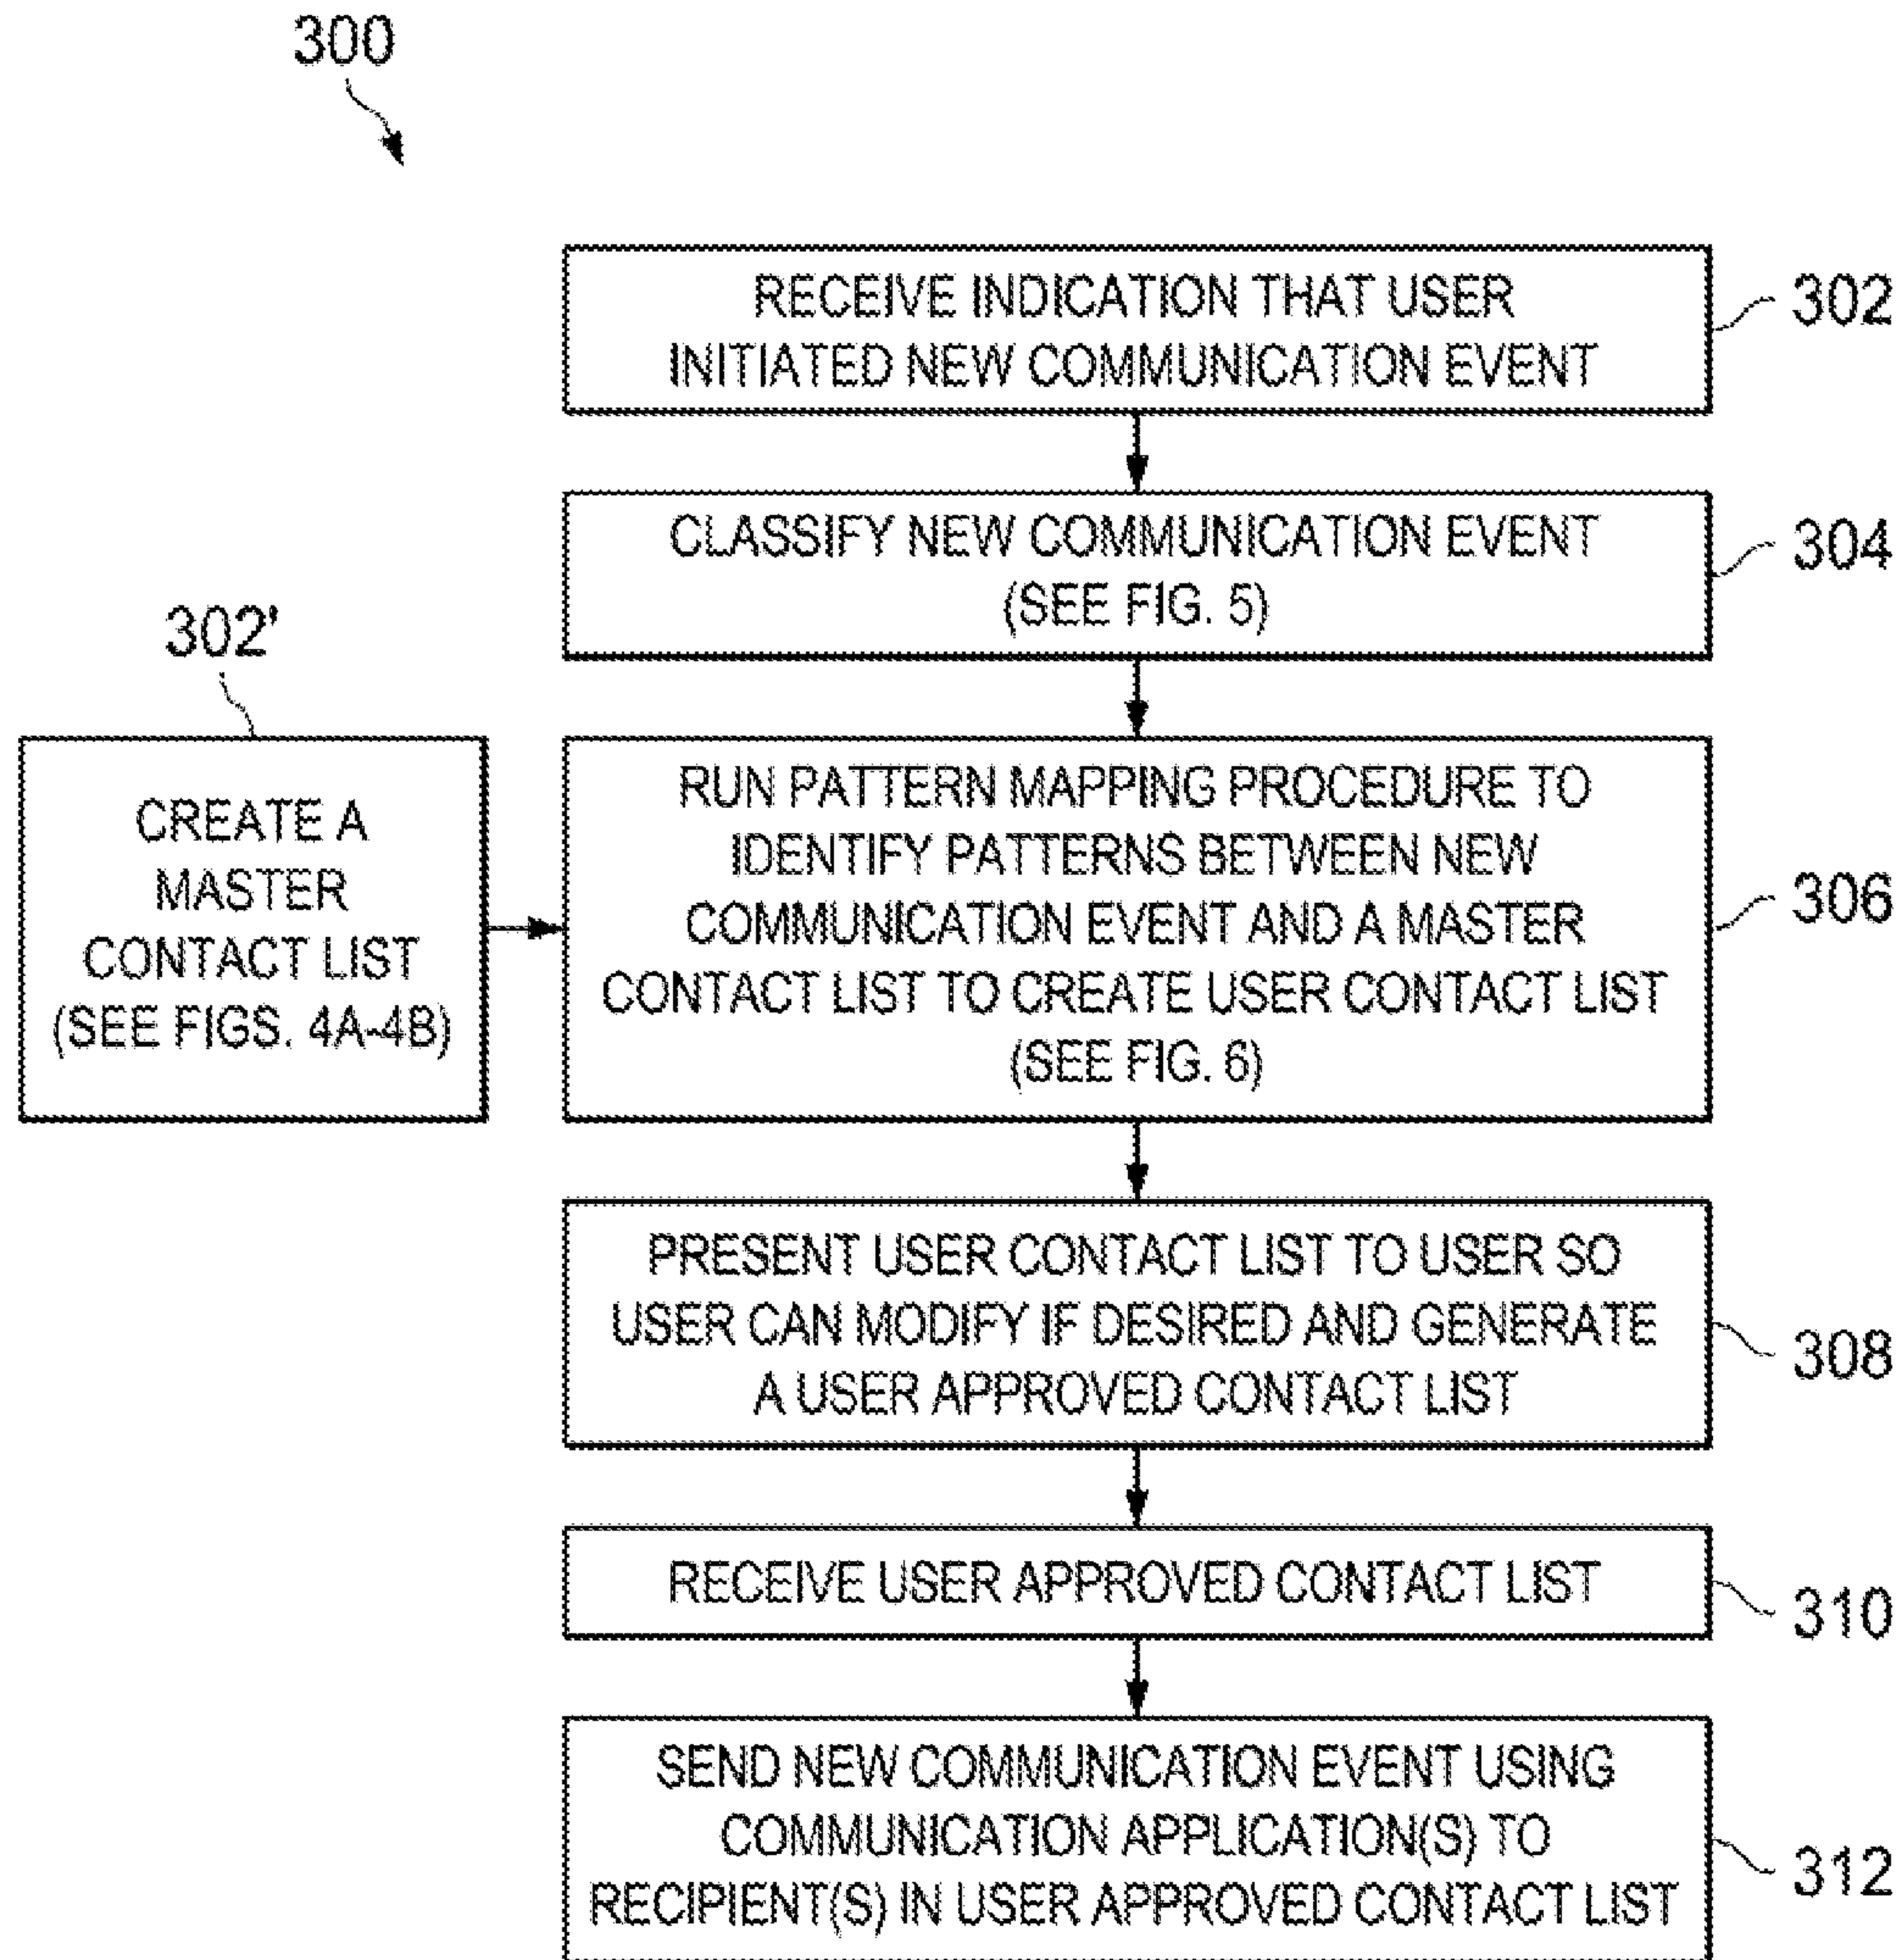 300
RECEIVE INDICATION THAT USER
INITIATED NEW COMMUNICATION EVENT
302
CLASSIFY NEW COMMUNICATION EVENT
(SEE FIG. 5)
304
302'
CREATE A
MASTER
CONTACT LIST
(SEE FIGS. 4A-4B)
RUN PATTERN MAPPING PROCEDURE TO
IDENTIFY PATTERNS BETWEEN NEW
COMMUNICATION EVENT AND A MASTER
CONTACT LIST TO CREATE USER CONTACT LIST
(SEE FIG. 6)
306
PRESENT USER CONTACT LIST TO USER SO
USER CAN MODIFY IF DESIRED AND GENERATE
A USER APPROVED CONTACT LIST
308
RECEIVE USER APPROVED CONTACT LIST
310
SEND NEW COMMUNICATION EVENT USING
COMMUNICATION APPLICATION(S) TO
RECIPIENT(S) IN USER APPROVED CONTACT LIST
312